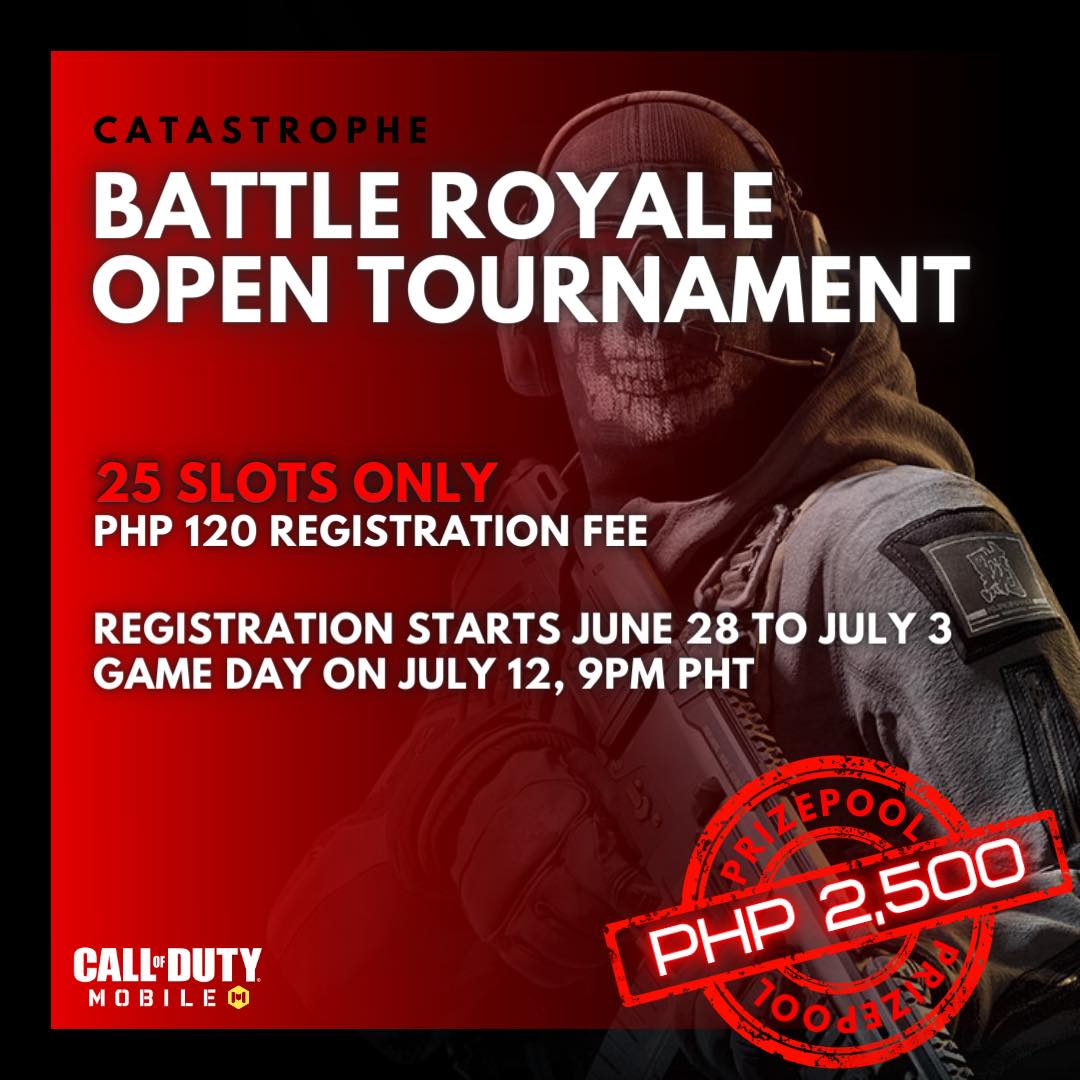 CATASTROPHE
BATTLE ROYALE
OPEN TOURNAMENT
25 SLOTS ONLY
PHP 120 REGISTRATION FEE
REGISTRATION STARTS JUNE 28 TO JULY 3
GAME DAY ON JULY 12, 9PM PHT
PRIZEPOOL
PHP 2,500
PRIZEPOOL
CALL OF DUTY
MOBILE